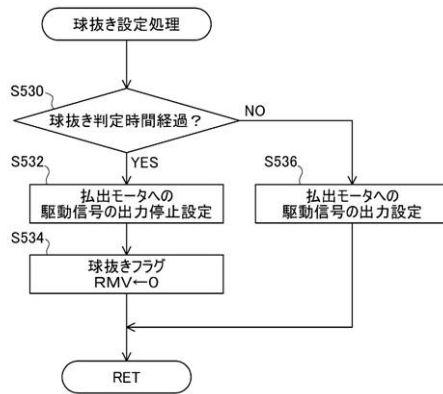 球抜き設定処理
S530
球抜き判定時間経過？
NO
YES
S532
払出モータへの
駆動信号の出力停止設定
S536
払出モータへの
駆動信号の出力設定
S534
球抜きフラグ
RMV←0
RET